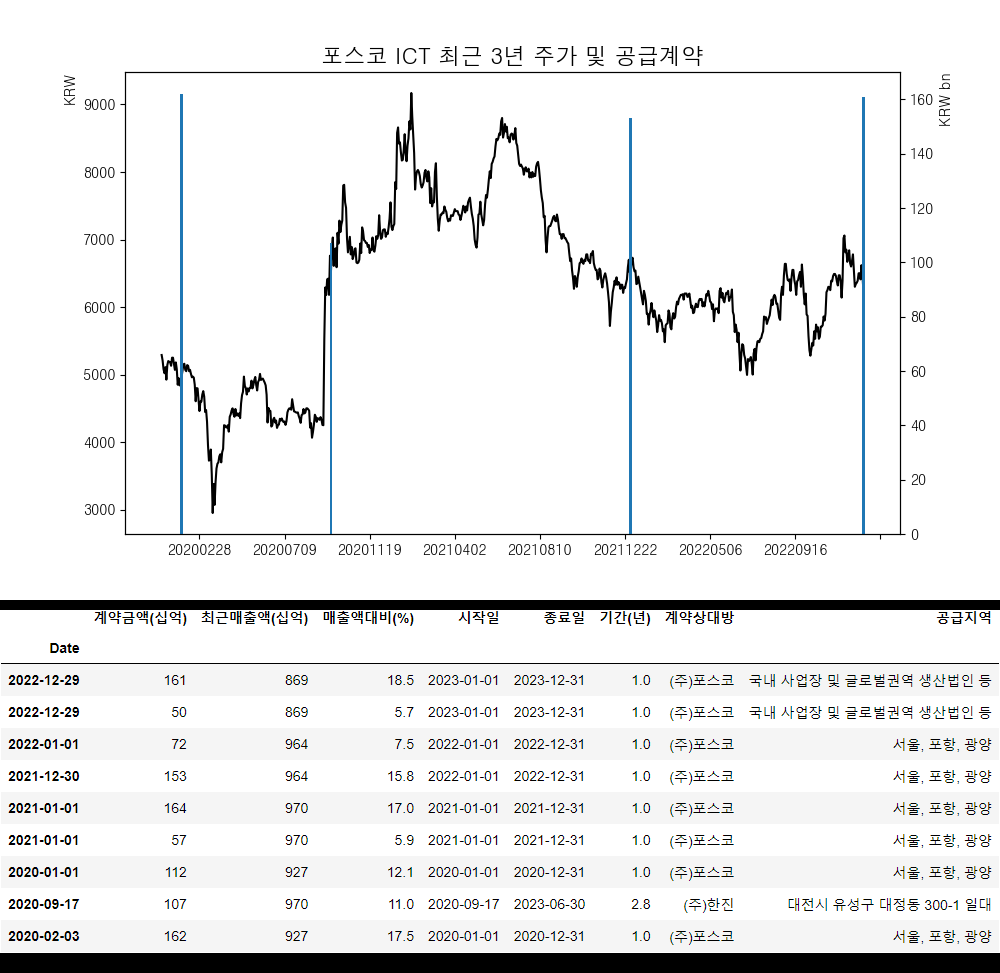 포스코 ICT 최근 3년 주가 및 공급계약
KRW
KRW bn
9000
8000
7000
6000
5000
4000
3000
160
140
120
100
80
60
40
20
0
20200228 20200709 20201119 20210402 20210810 20211222 20220506 20220916
계약금액(십억) 최근매출액(십억) 매출액대비(%) 시작일 종료일 기간(년) 계약상대방 공급지역
Date
2022-12-29 161 869 18.5 2023-01-01 2023-12-31 1.0 (주)포스코 국내 사업장 및 글로벌권역 생산법인 등
2022-12-29 50 869 5.7 2023-01-01 2023-12-31 1.0 (주)포스코 국내 사업장 및 글로벌권역 생산법인 등
2022-01-01 72 964 7.5 2022-01-01 2022-12-31 1.0 (주)포스코 서울, 포항, 광양
2021-12-30 153 964 15.8 2022-01-01 2022-12-31 1.0 (주)포스코 서울, 포항, 광양
2021-01-01 164 970 17.0 2021-01-01 2021-12-31 1.0 (주)포스코 서울, 포항, 광양
2021-01-01 57 970 5.9 2021-01-01 2021-12-31 1.0 (주)포스코 서울, 포항, 광양
2020-01-01 112 927 12.1 2020-01-01 2020-12-31 1.0 (주)포스코 서울, 포항, 광양
2020-09-17 107 970 11.0 2020-09-17 2023-06-30 2.8 (주)한진 대전시 유성구 대정동 300-1 일대
2020-02-03 162 927 17.5 2020-01-01 2020-12-31 1.0 (주)포스코 서울, 포항, 광양